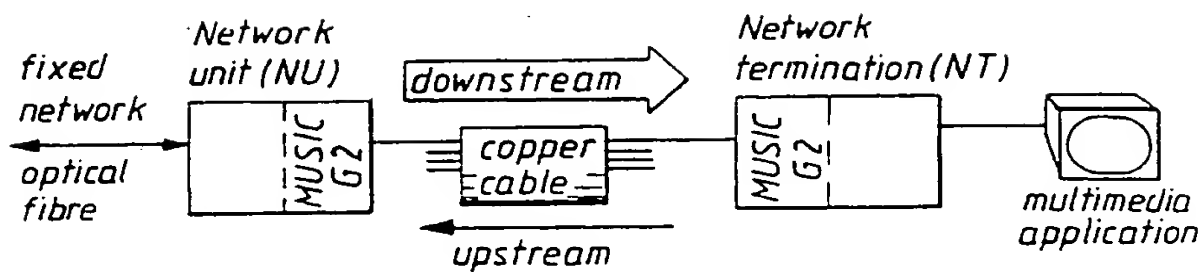 fixed
network
optical
fibre
Network
unit (NU)
MUSIC
G2
downstream
copper
cable
upstream
Network
termination (NT)
MUSIC
G2
multimedia
application